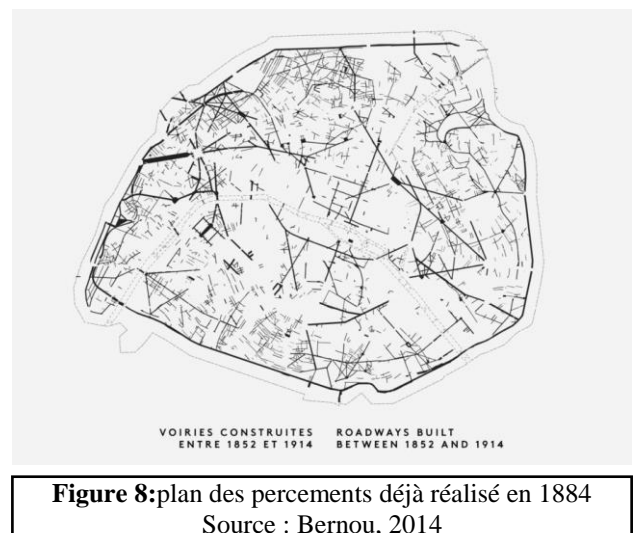 VOIRIES CONSTRUITES
ENTRE 1852 ET 1914
ROADWAYS BUILT
BETWEEN 1852 AND 1914
Figure 8:plan des percements déjà réalisé en 1884
Source : Bernou, 2014